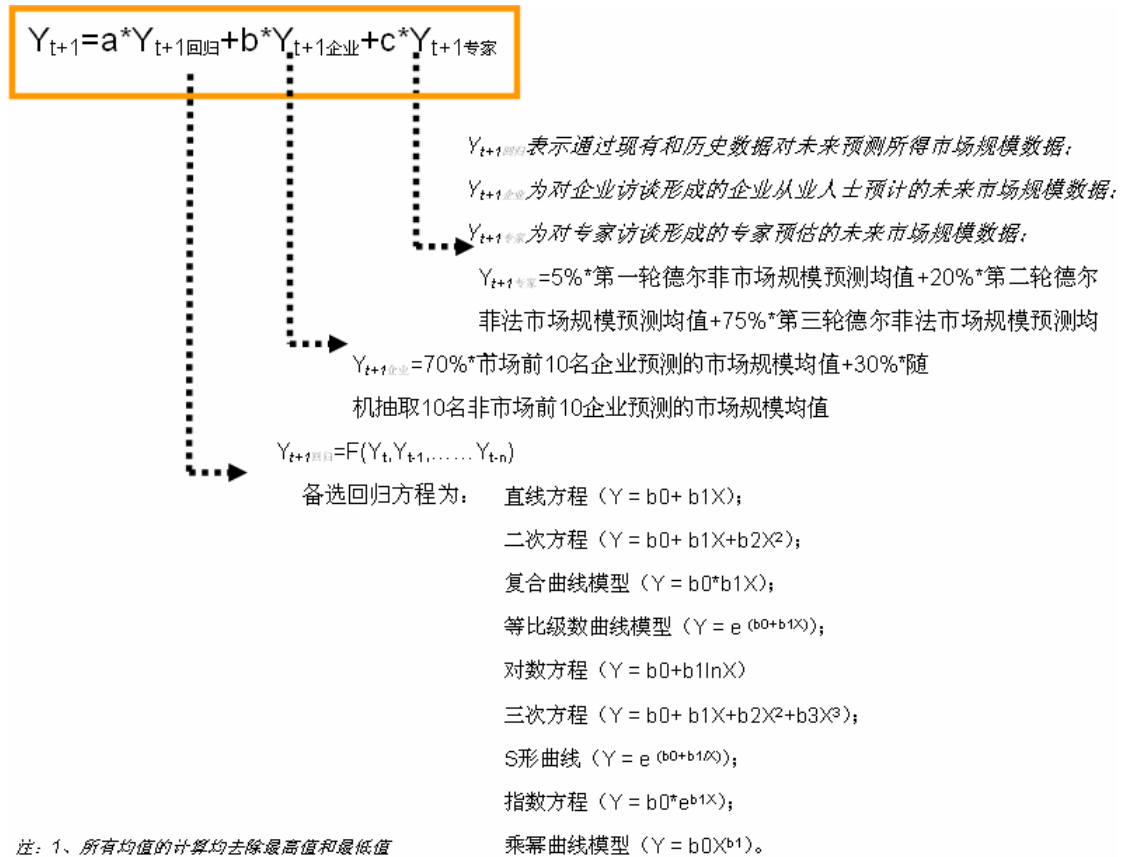 Yt+1=a*Yt+1回归+b*Yt+1企业+c*Yt+1专家
Yt+1回归表示通过现有和历史数据对未来预测所得市场规模数据；
Yt+1企业为对企业访谈形成的企业从业人士预计的未来市场规模数据；
Yt+1专家为对专家访谈形成的专家预估的未来市场规模数据；
Yt+1专家=5%*第一轮德尔菲市场规模预测均值+20%*第二轮德尔
菲法市场规模预测均值+75%*第三轮德尔菲法市场规模预测均
Yt+1企业=70%*市场前10名企业预测的市场规模均值+30%*随
机抽取10名非市场前10企业预测的市场规模均值
Yt+1回归=F(Yt,Yt-1,……Yt-n)
备选回归方程为： 直线方程（Y = b0+ b1X）；
二次方程（Y = b0+ b1X+b2X²）；
复合曲线模型（Y = b0*b1X）；
等比级数曲线模型（Y = e (b0+b1X)）；
对数方程（Y = b0+b1lnX）
三次方程（Y = b0+ b1X+b2X²+b3X³）；
S形曲线（Y = e (b0+b1/X)）；
指数方程（Y = b0*eb1X）；
乘幂曲线模型（Y = b0Xb1）。
注：1、所有均值的计算均去除最高值和最低值